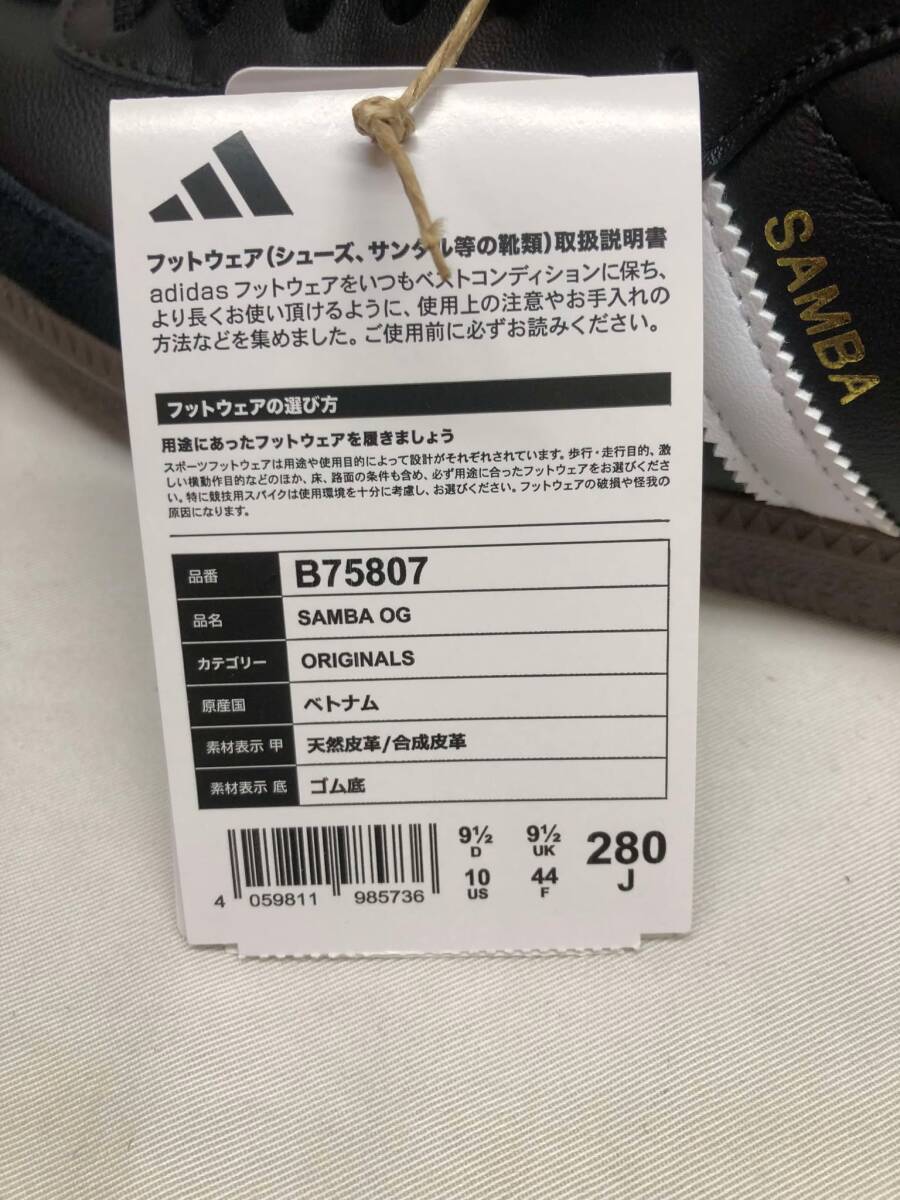 フットウェア(シューズ、サンダル等の靴類)取扱説明書
adidas フットウェアをいつもベストコンディションに保ち、
より長くお使い頂けるように、使用上の注意やお手入れの
方法などを集めました。ご使用前に必ずお読みください。
フットウェアの選び方
用途にあったフットウェアを履きましょう
スポーツフットウェアは用途や使用目的によって設計がそれぞれされています。歩行・走行目的、激
しい横動作目的などのほか、床、路面の条件も含め、必ず用途に合ったフットウェアをお選びくださ
い。特に競技用スパイクは使用環境を十分に考慮し、お選びください。フットウェアの破損や怪我の
原因になります。
品番 B75807
品名 SAMBA OG
カテゴリー ORIGINALS
原産国 ベトナム
素材表示 甲 天然皮革/合成皮革
素材表示 底 ゴム底
9½ D 9½ UK 280 J
10 US 44 F
4 059811 985736
SAMBA